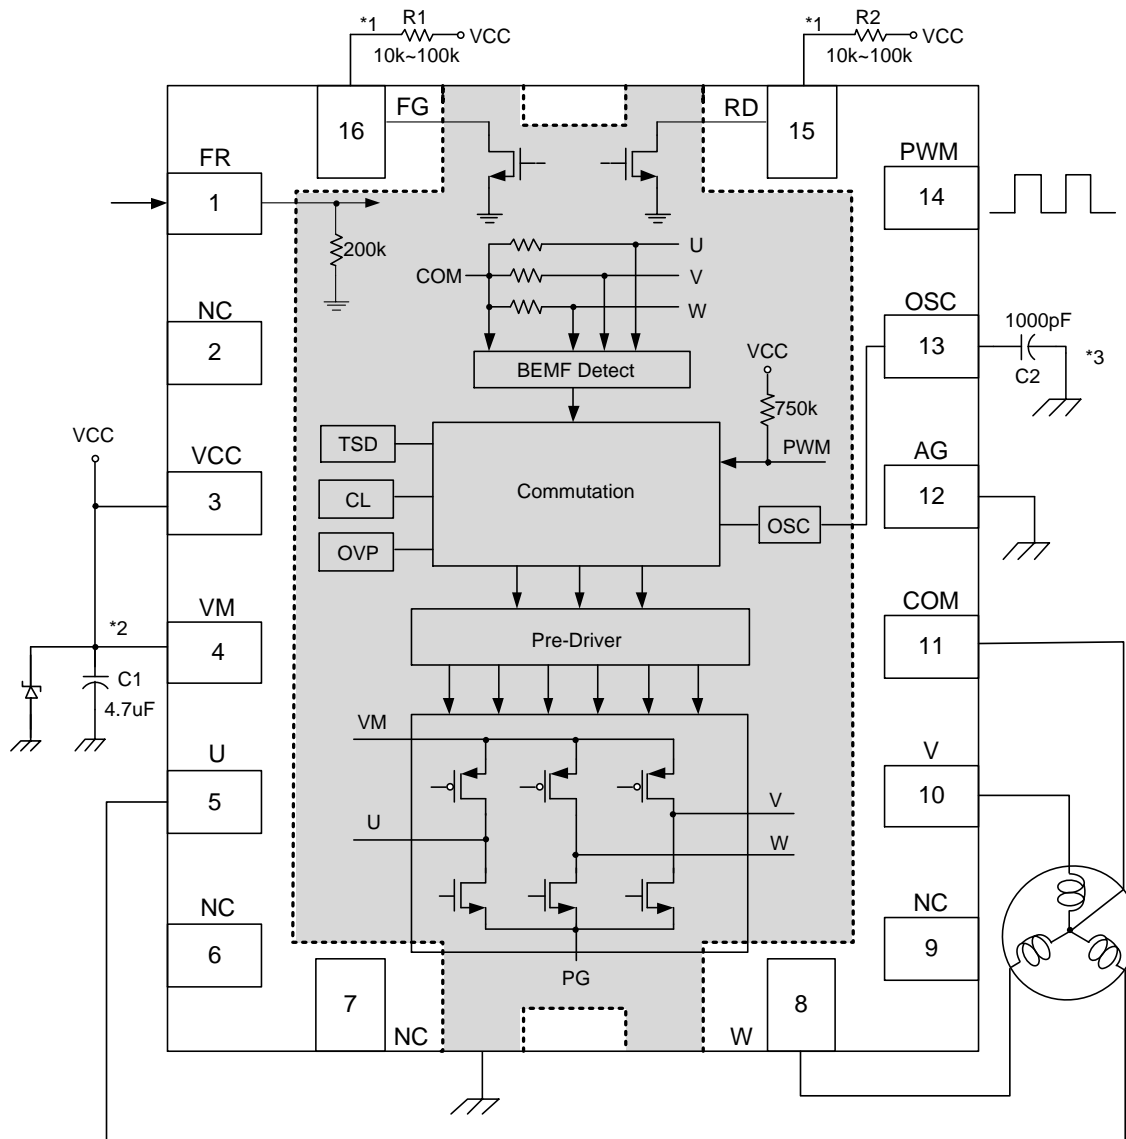 *1 R1 VCC
10k~100k
*1 R2 VCC
10k~100k
16 FG
RD 15
FR
1
200k
PWM
14
U
COM V
W
NC
2
OSC
13
1000pF
C2
*3
BEMF Detect
VCC
750k
PWM
TSD
CL
OVP
Commutation
OSC
VCC
VCC
3
AG
12
VM
4
*2
C1
4.7uF
Pre-Driver
COM
11
U
5
VM
U
V
W
PG
V
10
NC
6
NC
9
7
NC
W
8